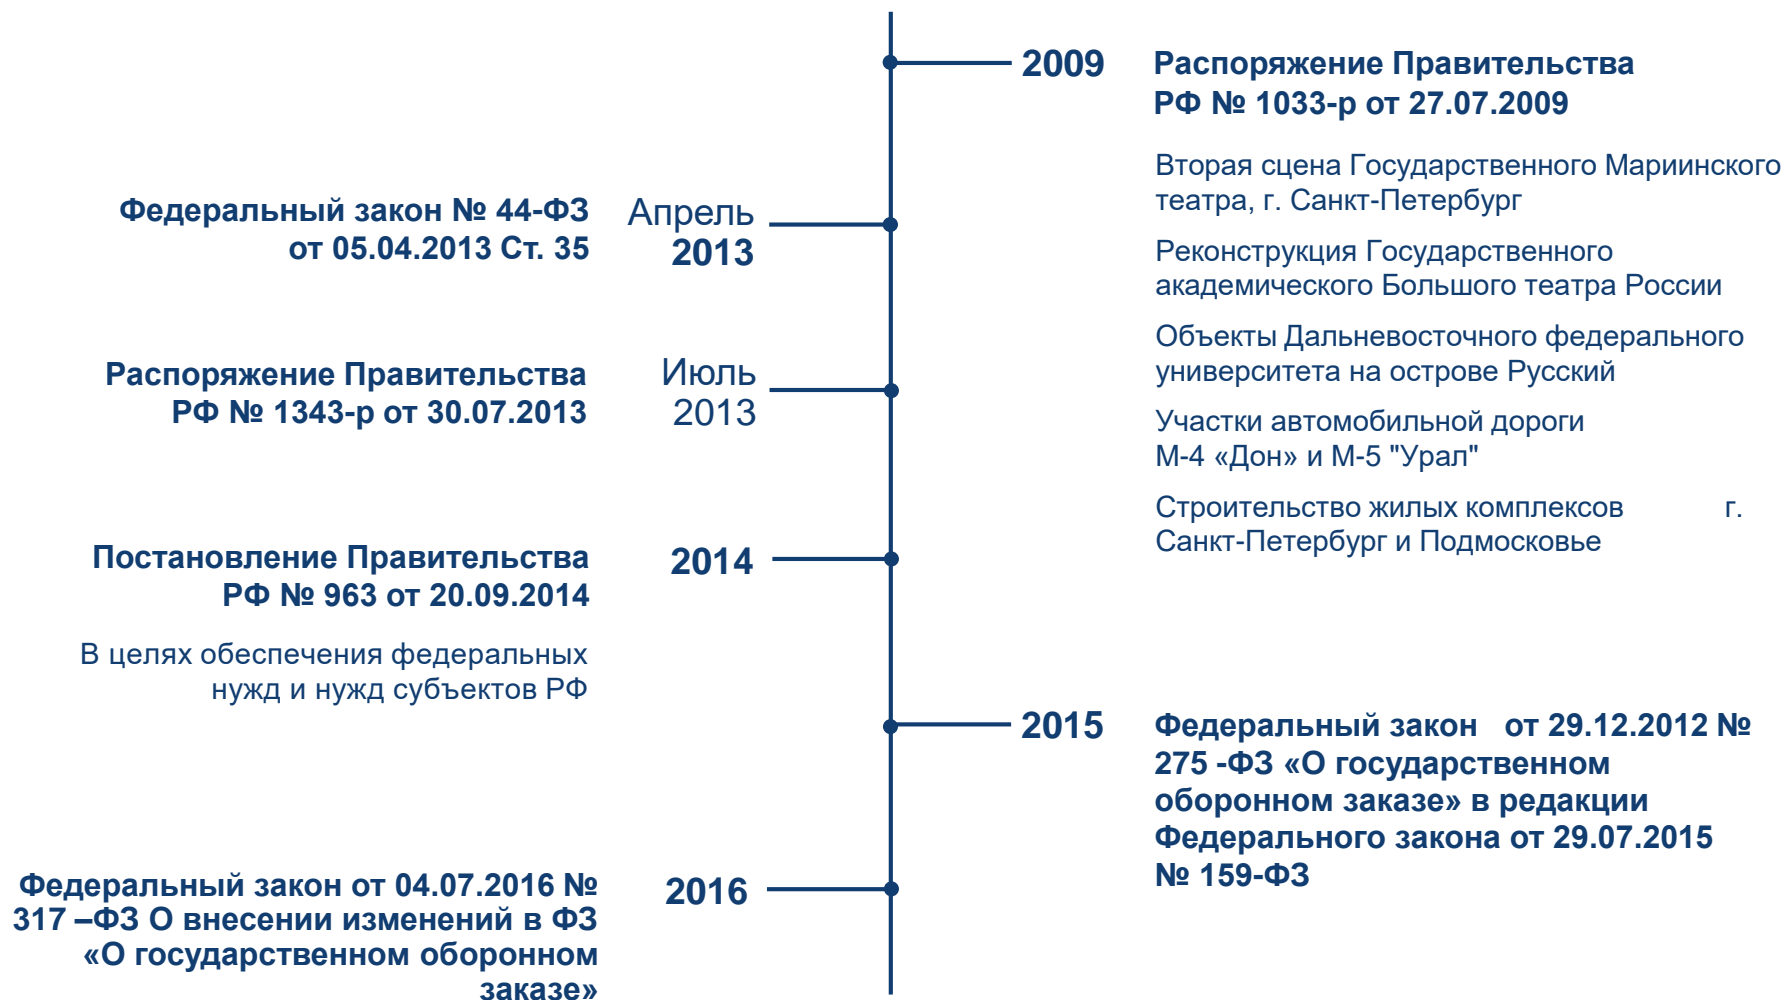 2009
Распоряжение Правительства
РФ № 1033-р от 27.07.2009
Вторая сцена Государственного Мариинского
театра, г. Санкт-Петербург
Реконструкция Государственного
академического Большого театра России
Объекты Дальневосточного федерального
университета на острове Русский
Участки автомобильной дороги
М-4 «Дон» и М-5 "Урал"
Строительство жилых комплексов г.
Санкт-Петербург и Подмосковье
Апрель
2013
Федеральный закон № 44-ФЗ
от 05.04.2013 Ст. 35
Июль
2013
Распоряжение Правительства
РФ № 1343-р от 30.07.2013
2014
Постановление Правительства
РФ № 963 от 20.09.2014
В целях обеспечения федеральных
нужд и нужд субъектов РФ
2015
Федеральный закон от 29.12.2012 №
275 -ФЗ «О государственном
оборонном заказе» в редакции
Федерального закона от 29.07.2015
№ 159-ФЗ
2016
Федеральный закон от 04.07.2016 №
317 –ФЗ О внесении изменений в ФЗ
«О государственном оборонном
заказе»